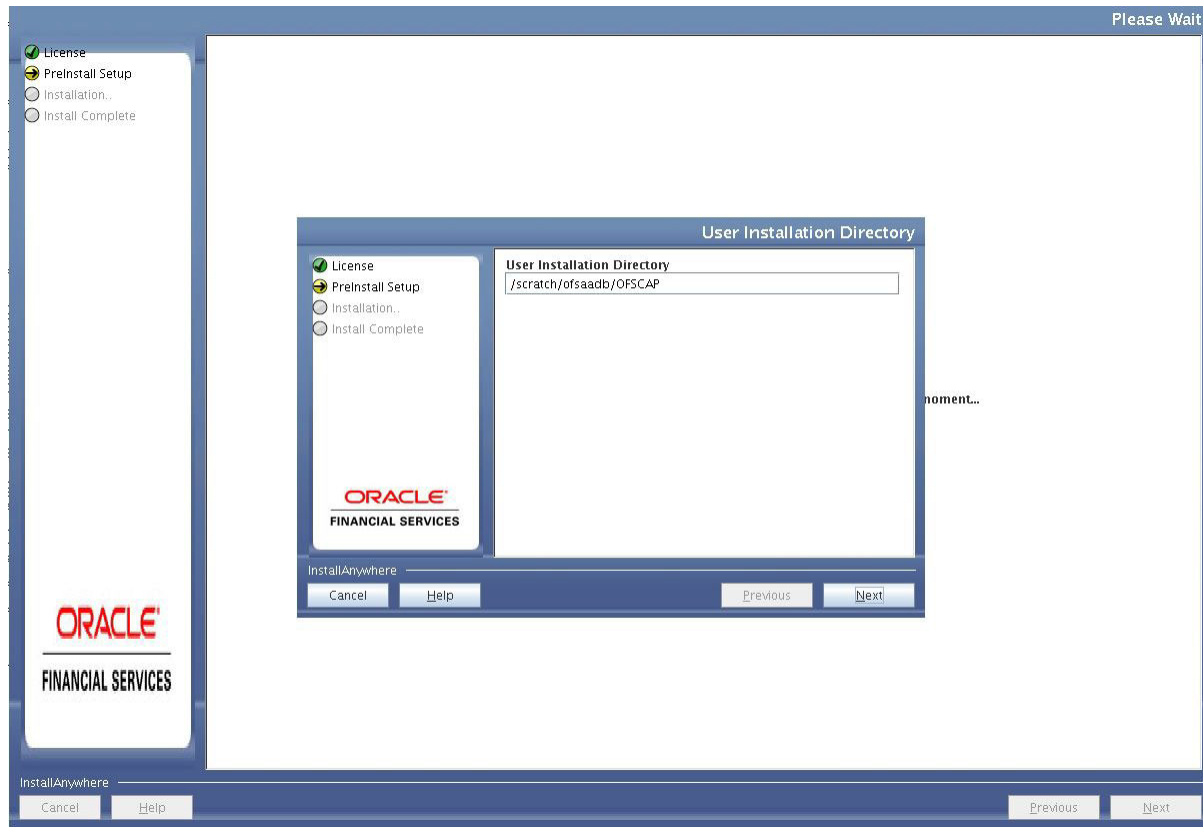 Please Wait
License
PreInstall Setup
Installation..
Install Complete
User Installation Directory
License
PreInstall Setup
Installation..
Install Complete
User Installation Directory
/scratch/ofsaadb/OFSCAP
moment...
ORACLE
FINANCIAL SERVICES
InstallAnywhere
Cancel Help Previous Next
ORACLE
FINANCIAL SERVICES
InstallAnywhere
Cancel Help Previous Next